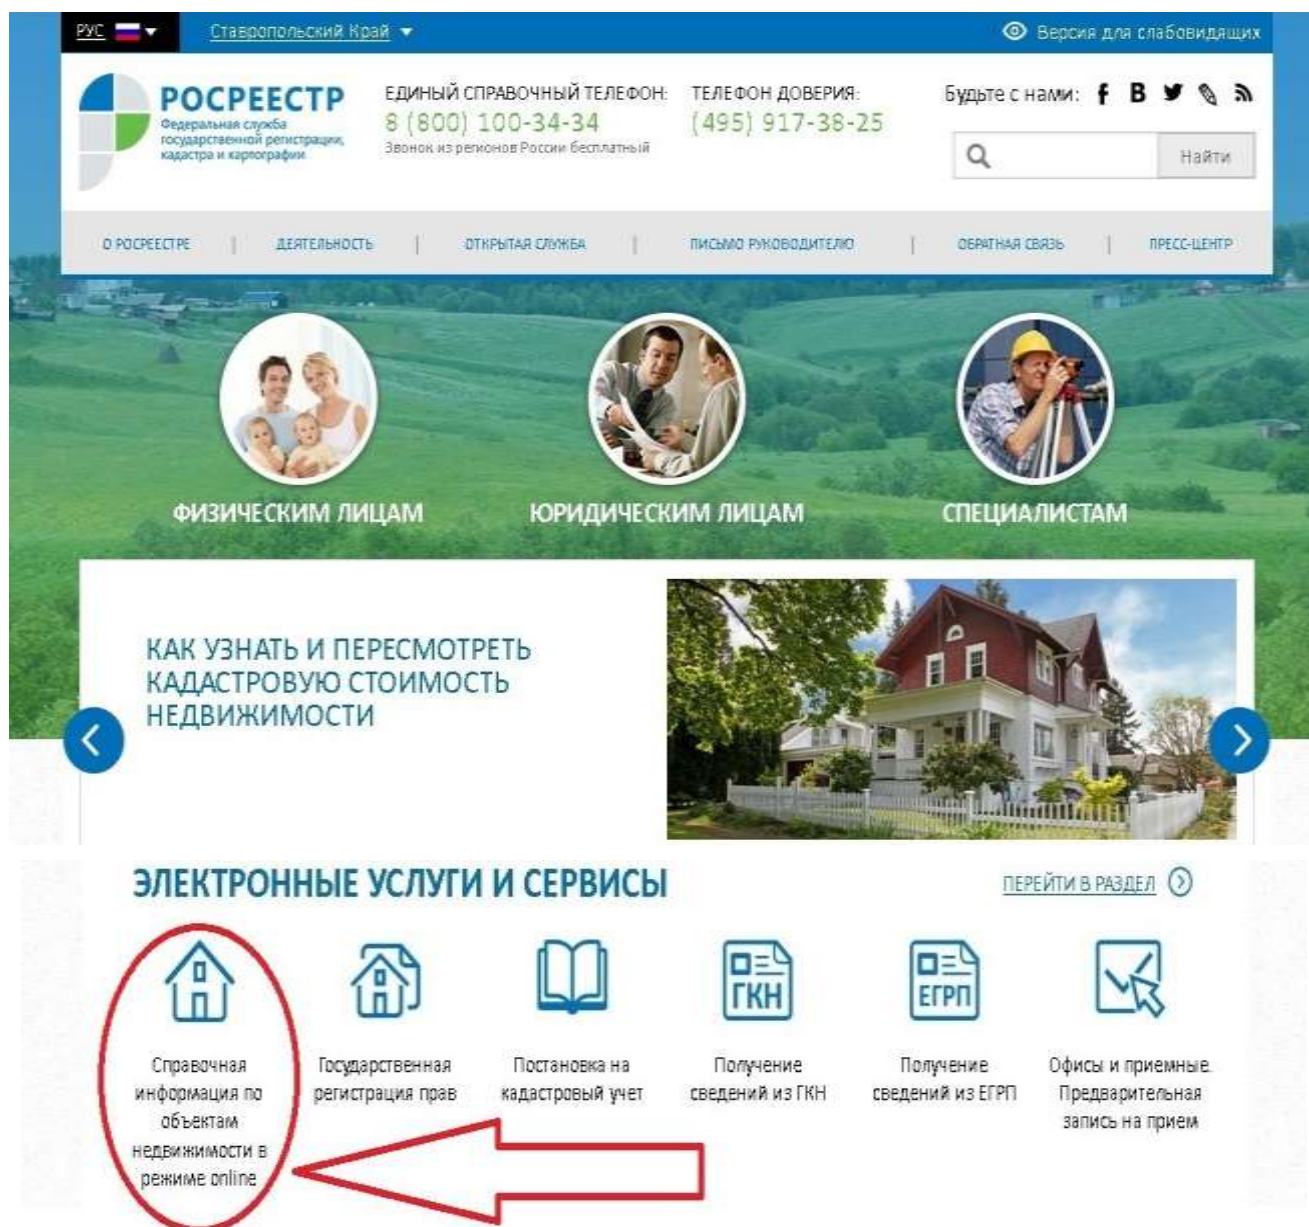 РУС
Ставропольский Край
Версия для слабовидящих
РОСРЕЕСТР
Федеральная служба
государственной регистрации,
кадастра и картографии
ЕДИНЫЙ СПРАВОЧНЫЙ ТЕЛЕФОН:
8 (800) 100-34-34
Звонок из регионов России бесплатный
ТЕЛЕФОН ДОВЕРИЯ:
(495) 917-38-25
Будьте с нами:
Найти
О РОСРЕЕСТРЕ | ДЕЯТЕЛЬНОСТЬ | ОТКРЫТАЯ СЛУЖБА | ПИСЬМО РУКОВОДИТЕЛЮ | ОБРАТНАЯ СВЯЗЬ | ПРЕСС-ЦЕНТР
ФИЗИЧЕСКИМ ЛИЦАМ
ЮРИДИЧЕСКИМ ЛИЦАМ
СПЕЦИАЛИСТАМ
КАК УЗНАТЬ И ПЕРЕСМОТРЕТЬ
КАДАСТРОВУЮ СТОИМОСТЬ
НЕДВИЖИМОСТИ
ЭЛЕКТРОННЫЕ УСЛУГИ И СЕРВИСЫ
ПЕРЕЙТИ В РАЗДЕЛ
Справочная
информация по
объектам
недвижимости в
режиме online
Государственная
регистрация прав
Постановка на
кадастровый учет
ГКН
Получение
сведений из ГКН
ЕГРП
Получение
сведений из ЕГРП
Офисы и приемные.
Предварительная
запись на прием